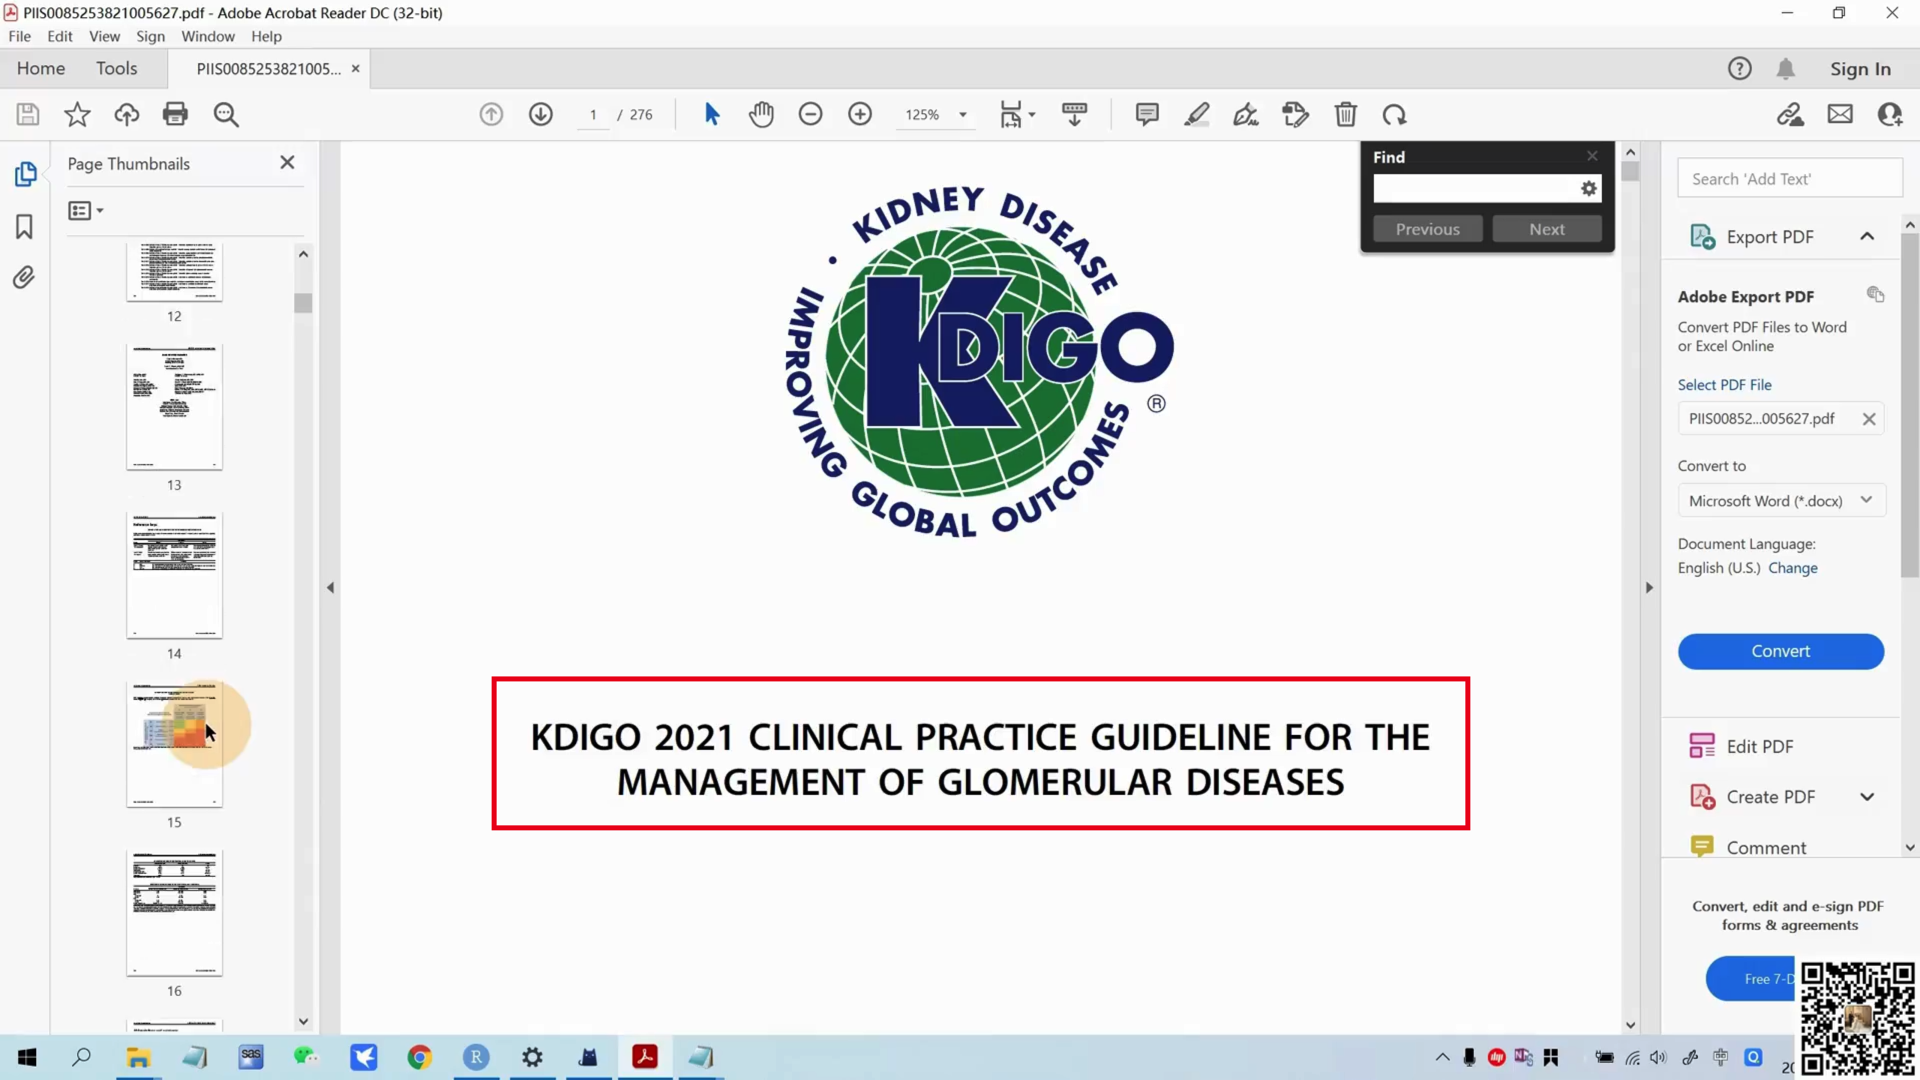 PIIS0085253821005627.pdf - Adobe Acrobat Reader DC (32-bit)
File Edit View Sign Window Help
Home Tools PIIS0085253821005... × Sign In
1 / 276 125%
Page Thumbnails
12
13
14
15
16
• KIDNEY DISEASE
IMPROVING GLOBAL OUTCOMES
KDIGO
®
KDIGO 2021 CLINICAL PRACTICE GUIDELINE FOR THE
MANAGEMENT OF GLOMERULAR DISEASES
Find
Previous Next
Search 'Add Text'
Export PDF
Adobe Export PDF
Convert PDF Files to Word
or Excel Online
Select PDF File
PIIS00852...005627.pdf
Convert to
Microsoft Word (*.docx)
Document Language:
English (U.S.) Change
Convert
Edit PDF
Create PDF
Comment
Convert, edit and e-sign PDF
forms & agreements
Free 7-D
sas R 中